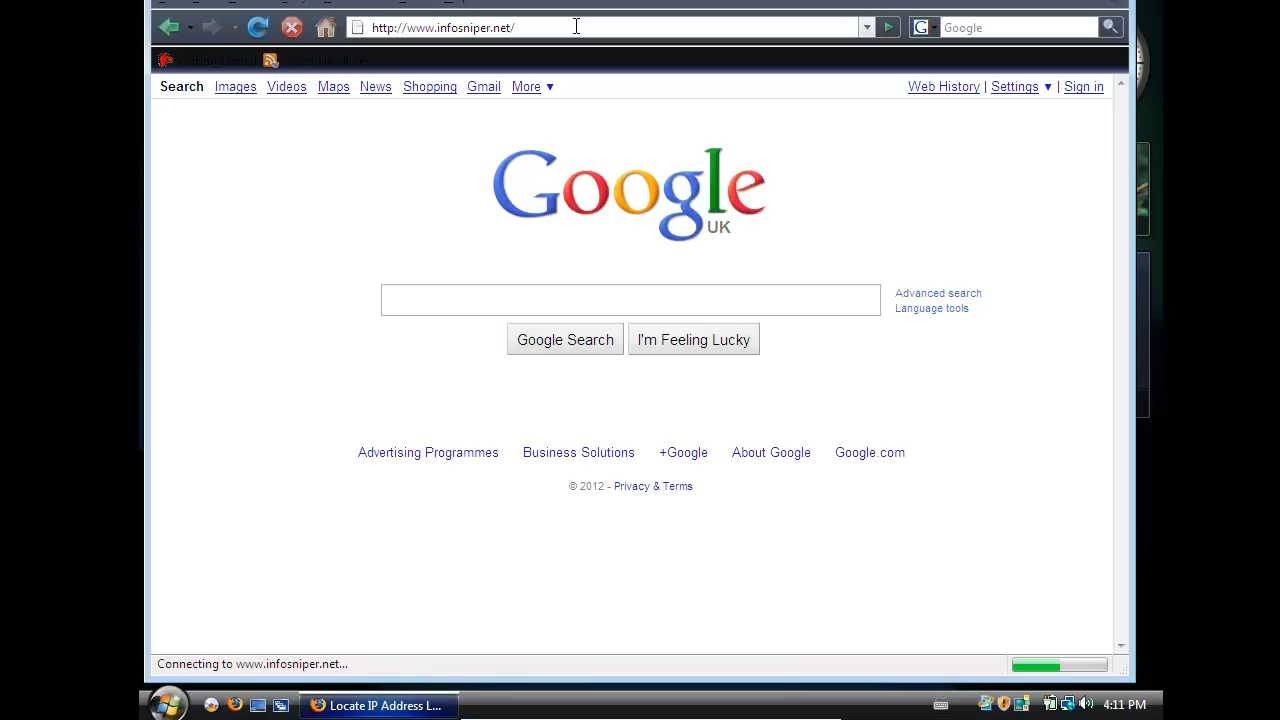 http://www.infosniper.net/
Google
Search Images Videos Maps News Shopping Gmail More ▼
Web History | Settings ▼ | Sign in
Google
UK
Advanced search
Language tools
Google Search I'm Feeling Lucky
Advertising Programmes Business Solutions +Google About Google Google.com
© 2012 - Privacy & Terms
Connecting to www.infosniper.net...
Locate IP Address L...
4:11 PM